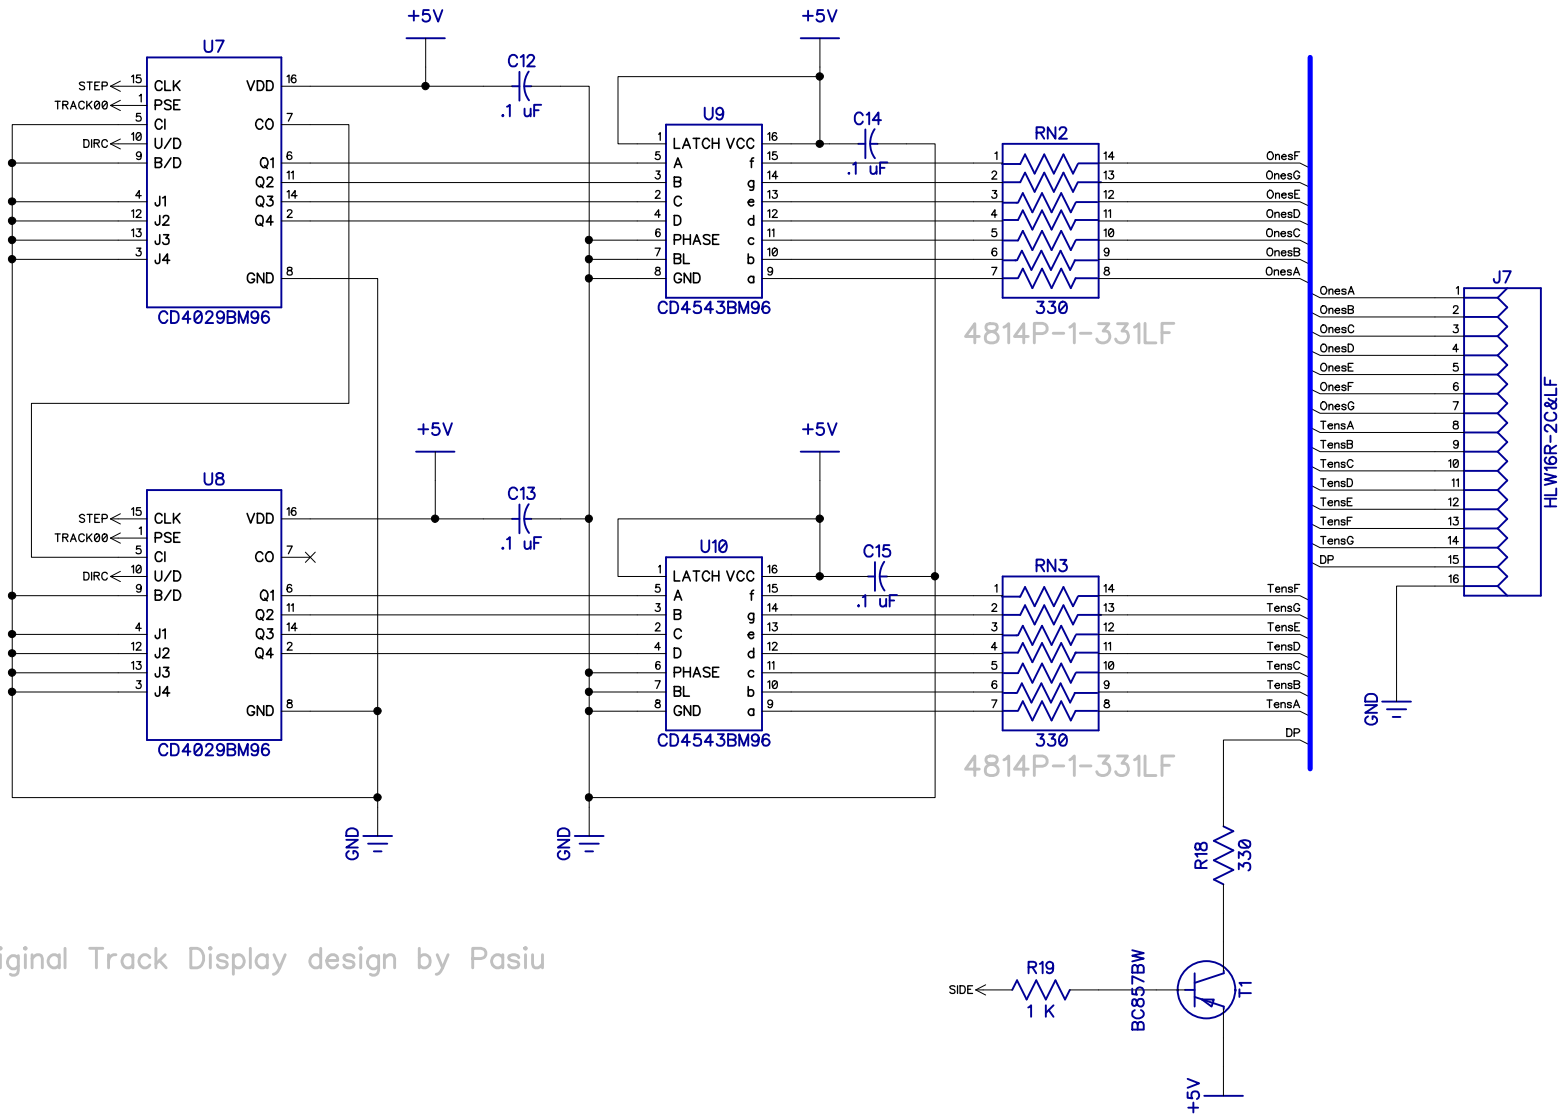 +5V
+5V
U7
C12
.1 uF
STEP 15 CLK VDD 16
TRACK00 1 PSE
5 CI CO 7
DIRC 10 U/D
9 B/D Q1 6
Q2 11
4 J1 Q3 14
12 J2 Q4 2
13 J3
3 J4
GND 8
CD4029BM96
U9
C14
.1 uF
1 LATCH VCC 16
5 A f 15
3 B g 14
2 C e 13
4 D d 12
6 PHASE c 11
7 BL b 10
8 GND a 9
CD4543BM96
RN2
1 14 OnesF
2 13 OnesG
3 12 OnesE
4 11 OnesD
5 10 OnesC
6 9 OnesB
7 8 OnesA
330
4814P-1-331LF
J7
OnesA 1
OnesB 2
OnesC 3
OnesD 4
OnesE 5
OnesF 6
OnesG 7
TensA 8
TensB 9
TensC 10
TensD 11
TensE 12
TensF 13
TensG 14
DP 15
16
HLW16R-2C&LF
GND
+5V
+5V
U8
C13
.1 uF
STEP 15 CLK VDD 16
TRACK00 1 PSE
5 CI CO 7
DIRC 10 U/D
9 B/D Q1 6
Q2 11
4 J1 Q3 14
12 J2 Q4 2
13 J3
3 J4
GND 8
CD4029BM96
U10
C15
.1 uF
1 LATCH VCC 16
5 A f 15
3 B g 14
2 C e 13
4 D d 12
6 PHASE c 11
7 BL b 10
8 GND a 9
CD4543BM96
RN3
1 14 TensF
2 13 TensG
3 12 TensE
4 11 TensD
5 10 TensC
6 9 TensB
7 8 TensA
330
4814P-1-331LF
DP
GND
GND
R18
330
iginal Track Display design by Pasiu
SIDE
R19
1 K
BC857BW
T1
+5V